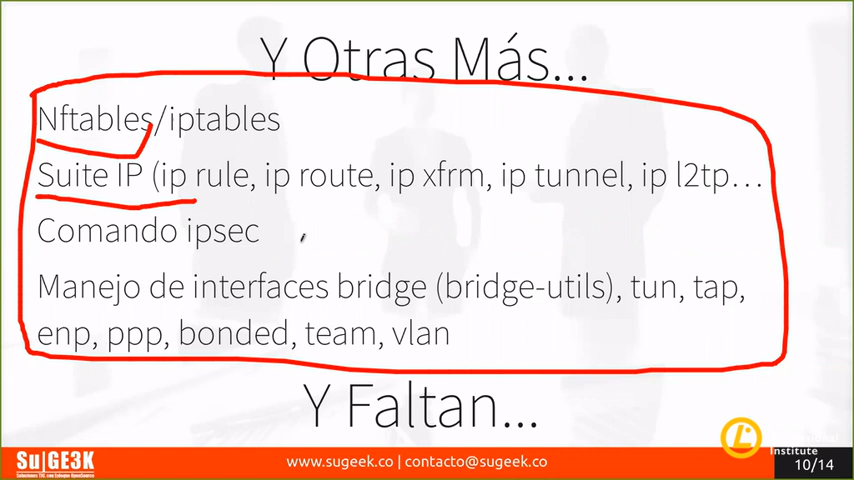 Y Otras Más...
Nftables/iptables
Suite IP (ip rule, ip route, ip xfrm, ip tunnel, ip l2tp...
Comando ipsec
Manejo de interfaces bridge (bridge-utils), tun, tap,
enp, ppp, bonded, team, vlan
Y Faltan...
Su|GE3K
www.sugeek.co | contacto@sugeek.co
Institute
10/14